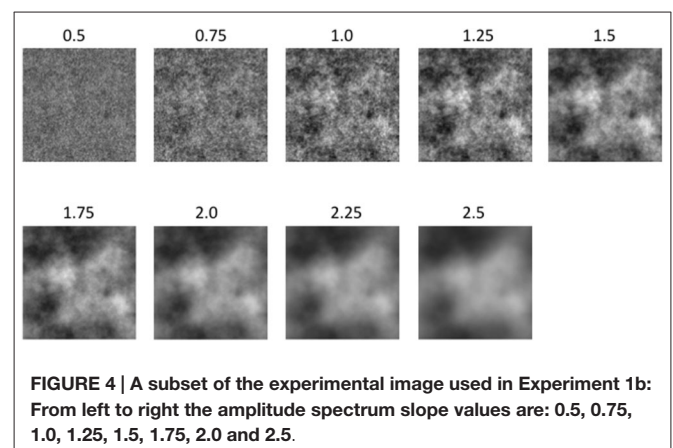 0.5 0.75 1.0 1.25 1.5
1.75 2.0 2.25 2.5
FIGURE 4 | A subset of the experimental image used in Experiment 1b:
From left to right the amplitude spectrum slope values are: 0.5, 0.75,
1.0, 1.25, 1.5, 1.75, 2.0 and 2.5.